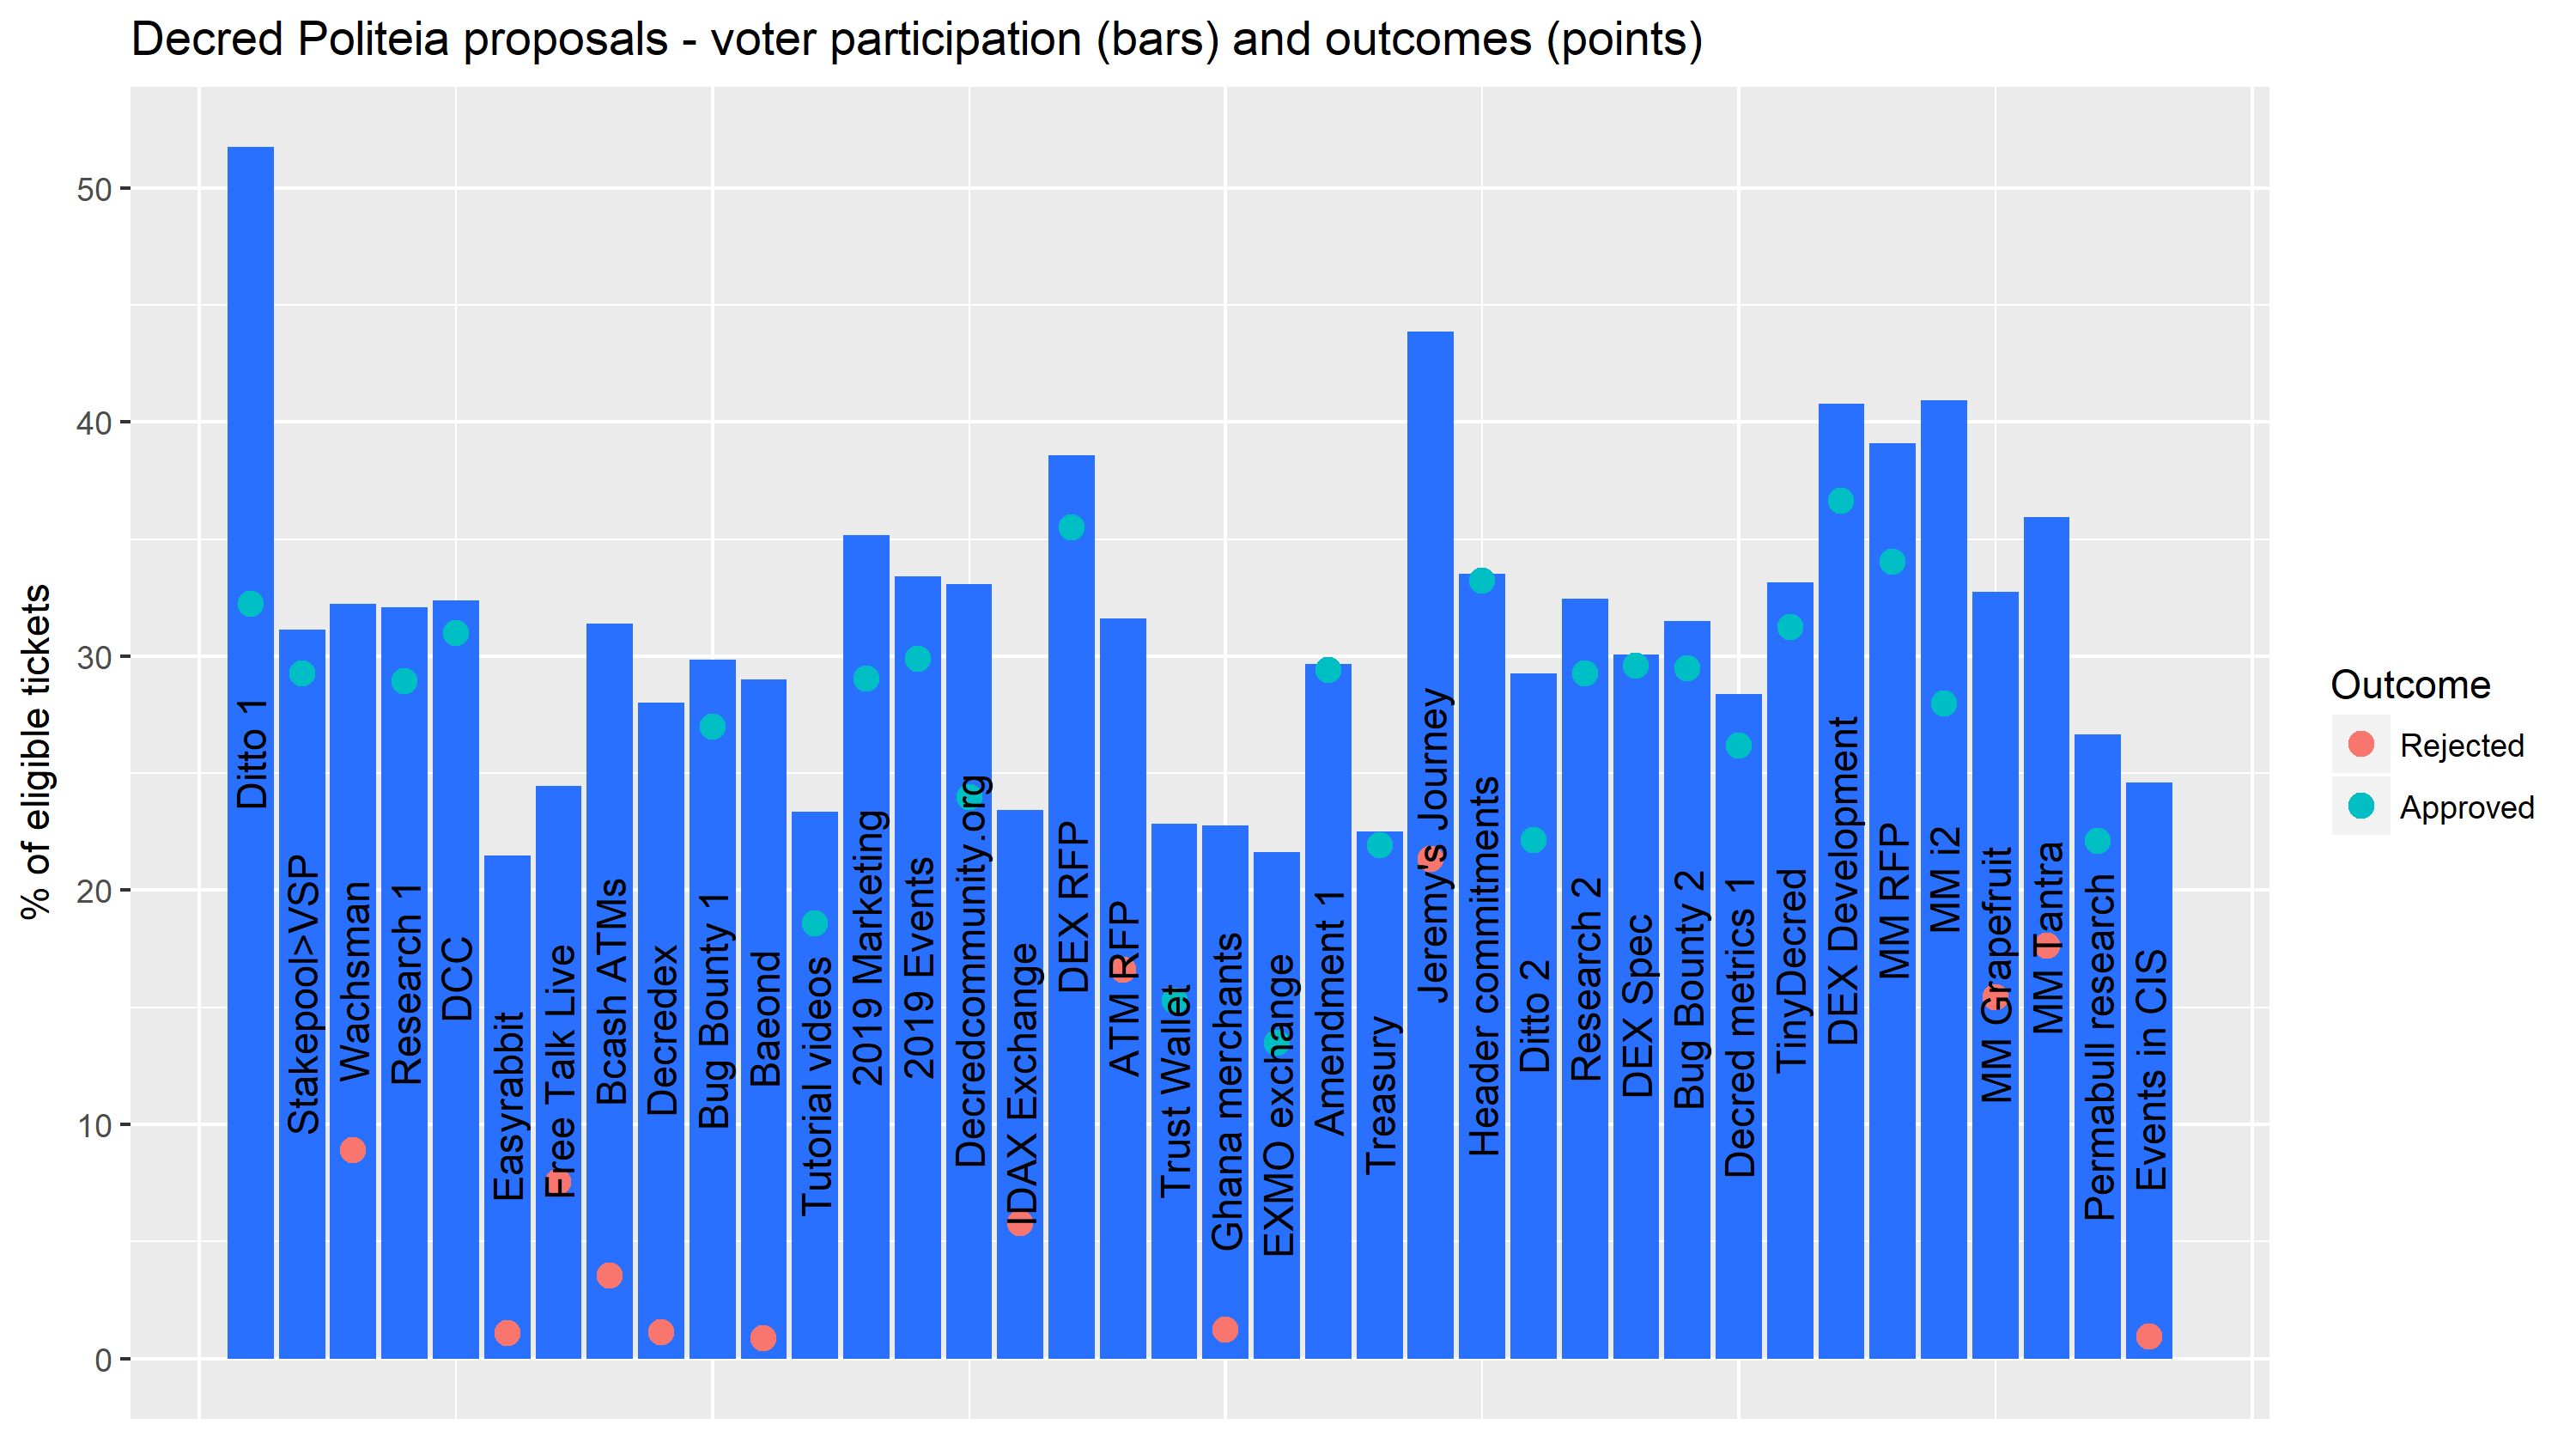 Decred Politeia proposals - voter participation (bars) and outcomes (points)
% of eligible tickets
50
40
30
20
10
0
Ditto 1
Stakepool>VSP
Wachsman
Research 1
DCC
Easyrabbit
Free Talk Live
Bcash ATMs
Decredex
Bug Bounty 1
Baeond
Tutorial videos
2019 Marketing
2019 Events
Decredcommunity.org
IDAX Exchange
DEX RFP
ATM RFP
Trust Wallet
Ghana merchants
EXMO exchange
Amendment 1
Treasury
Jeremy's Journey
Header commitments
Ditto 2
Research 2
DEX Spec
Bug Bounty 2
Decred metrics 1
TinyDecred
DEX Development
MM RFP
MM i2
MM Grapefruit
MM Tantra
Permabull research
Events in CIS
Outcome
Rejected
Approved